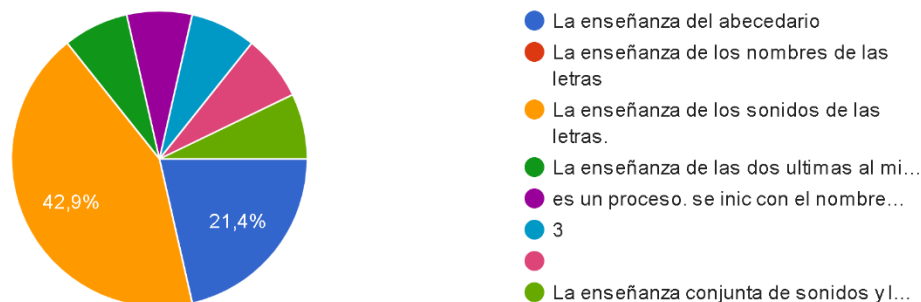 42,9%
21,4%
La enseñanza del abecedario
La enseñanza de los nombres de las
letras
La enseñanza de los sonidos de las
letras.
La enseñanza de las dos ultimas al mi...
es un proceso. se inic con el nombre...
3
La enseñanza conjunta de sonidos y l...